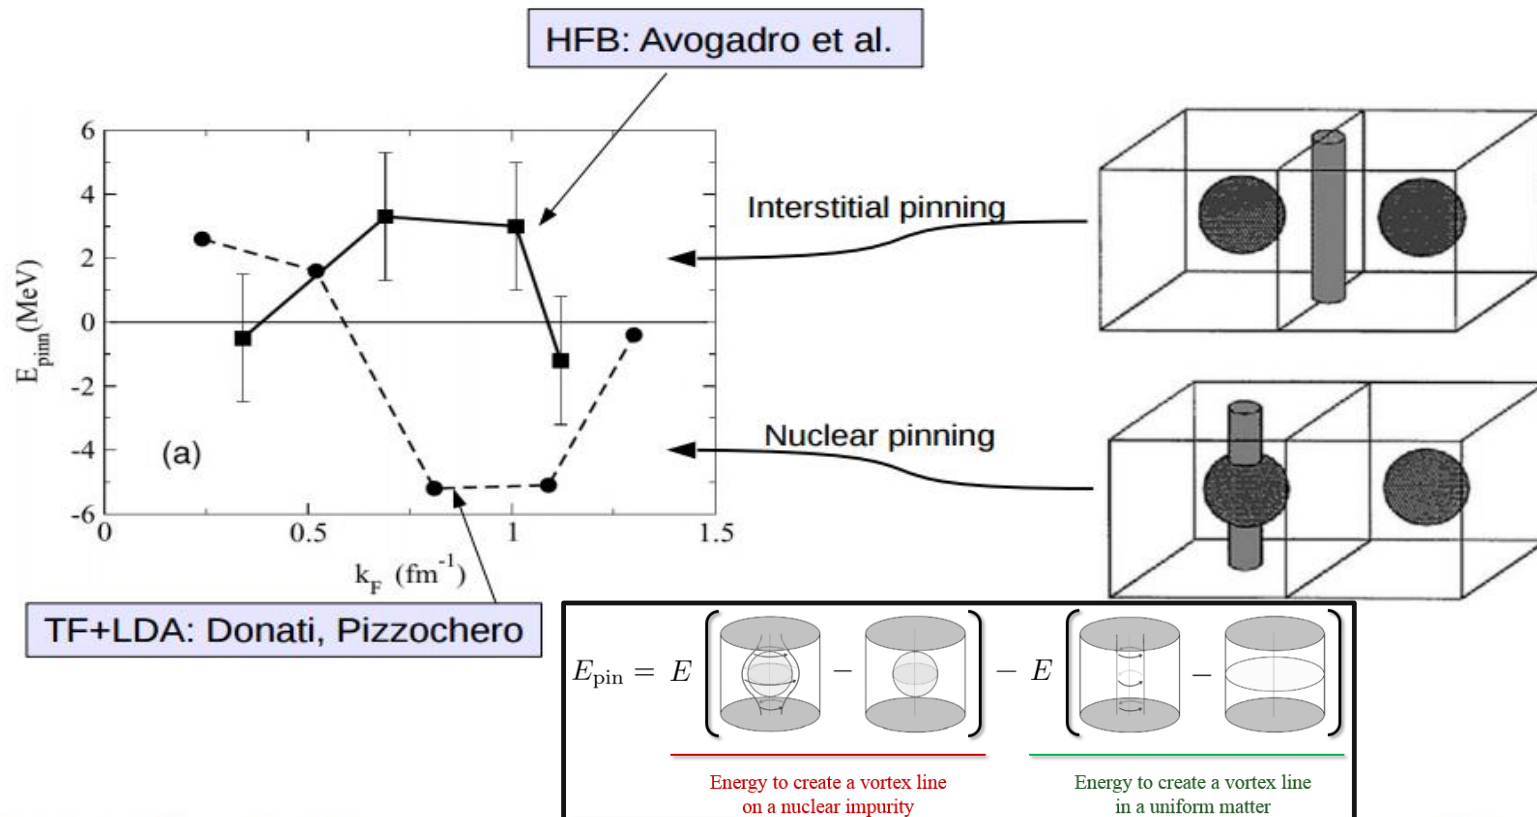 HFB: Avogadro et al.
6
4
2
0
-2
-4
-6
E_pinn(MeV)
(a)
0
0.5
1
1.5
k_F (fm^-1)
Interstitial pinning
Nuclear pinning
TF+LDA: Donati, Pizzochero
E_pin = E ( − ) − E ( − )
Energy to create a vortex line
on a nuclear impurity
Energy to create a vortex line
in a uniform matter